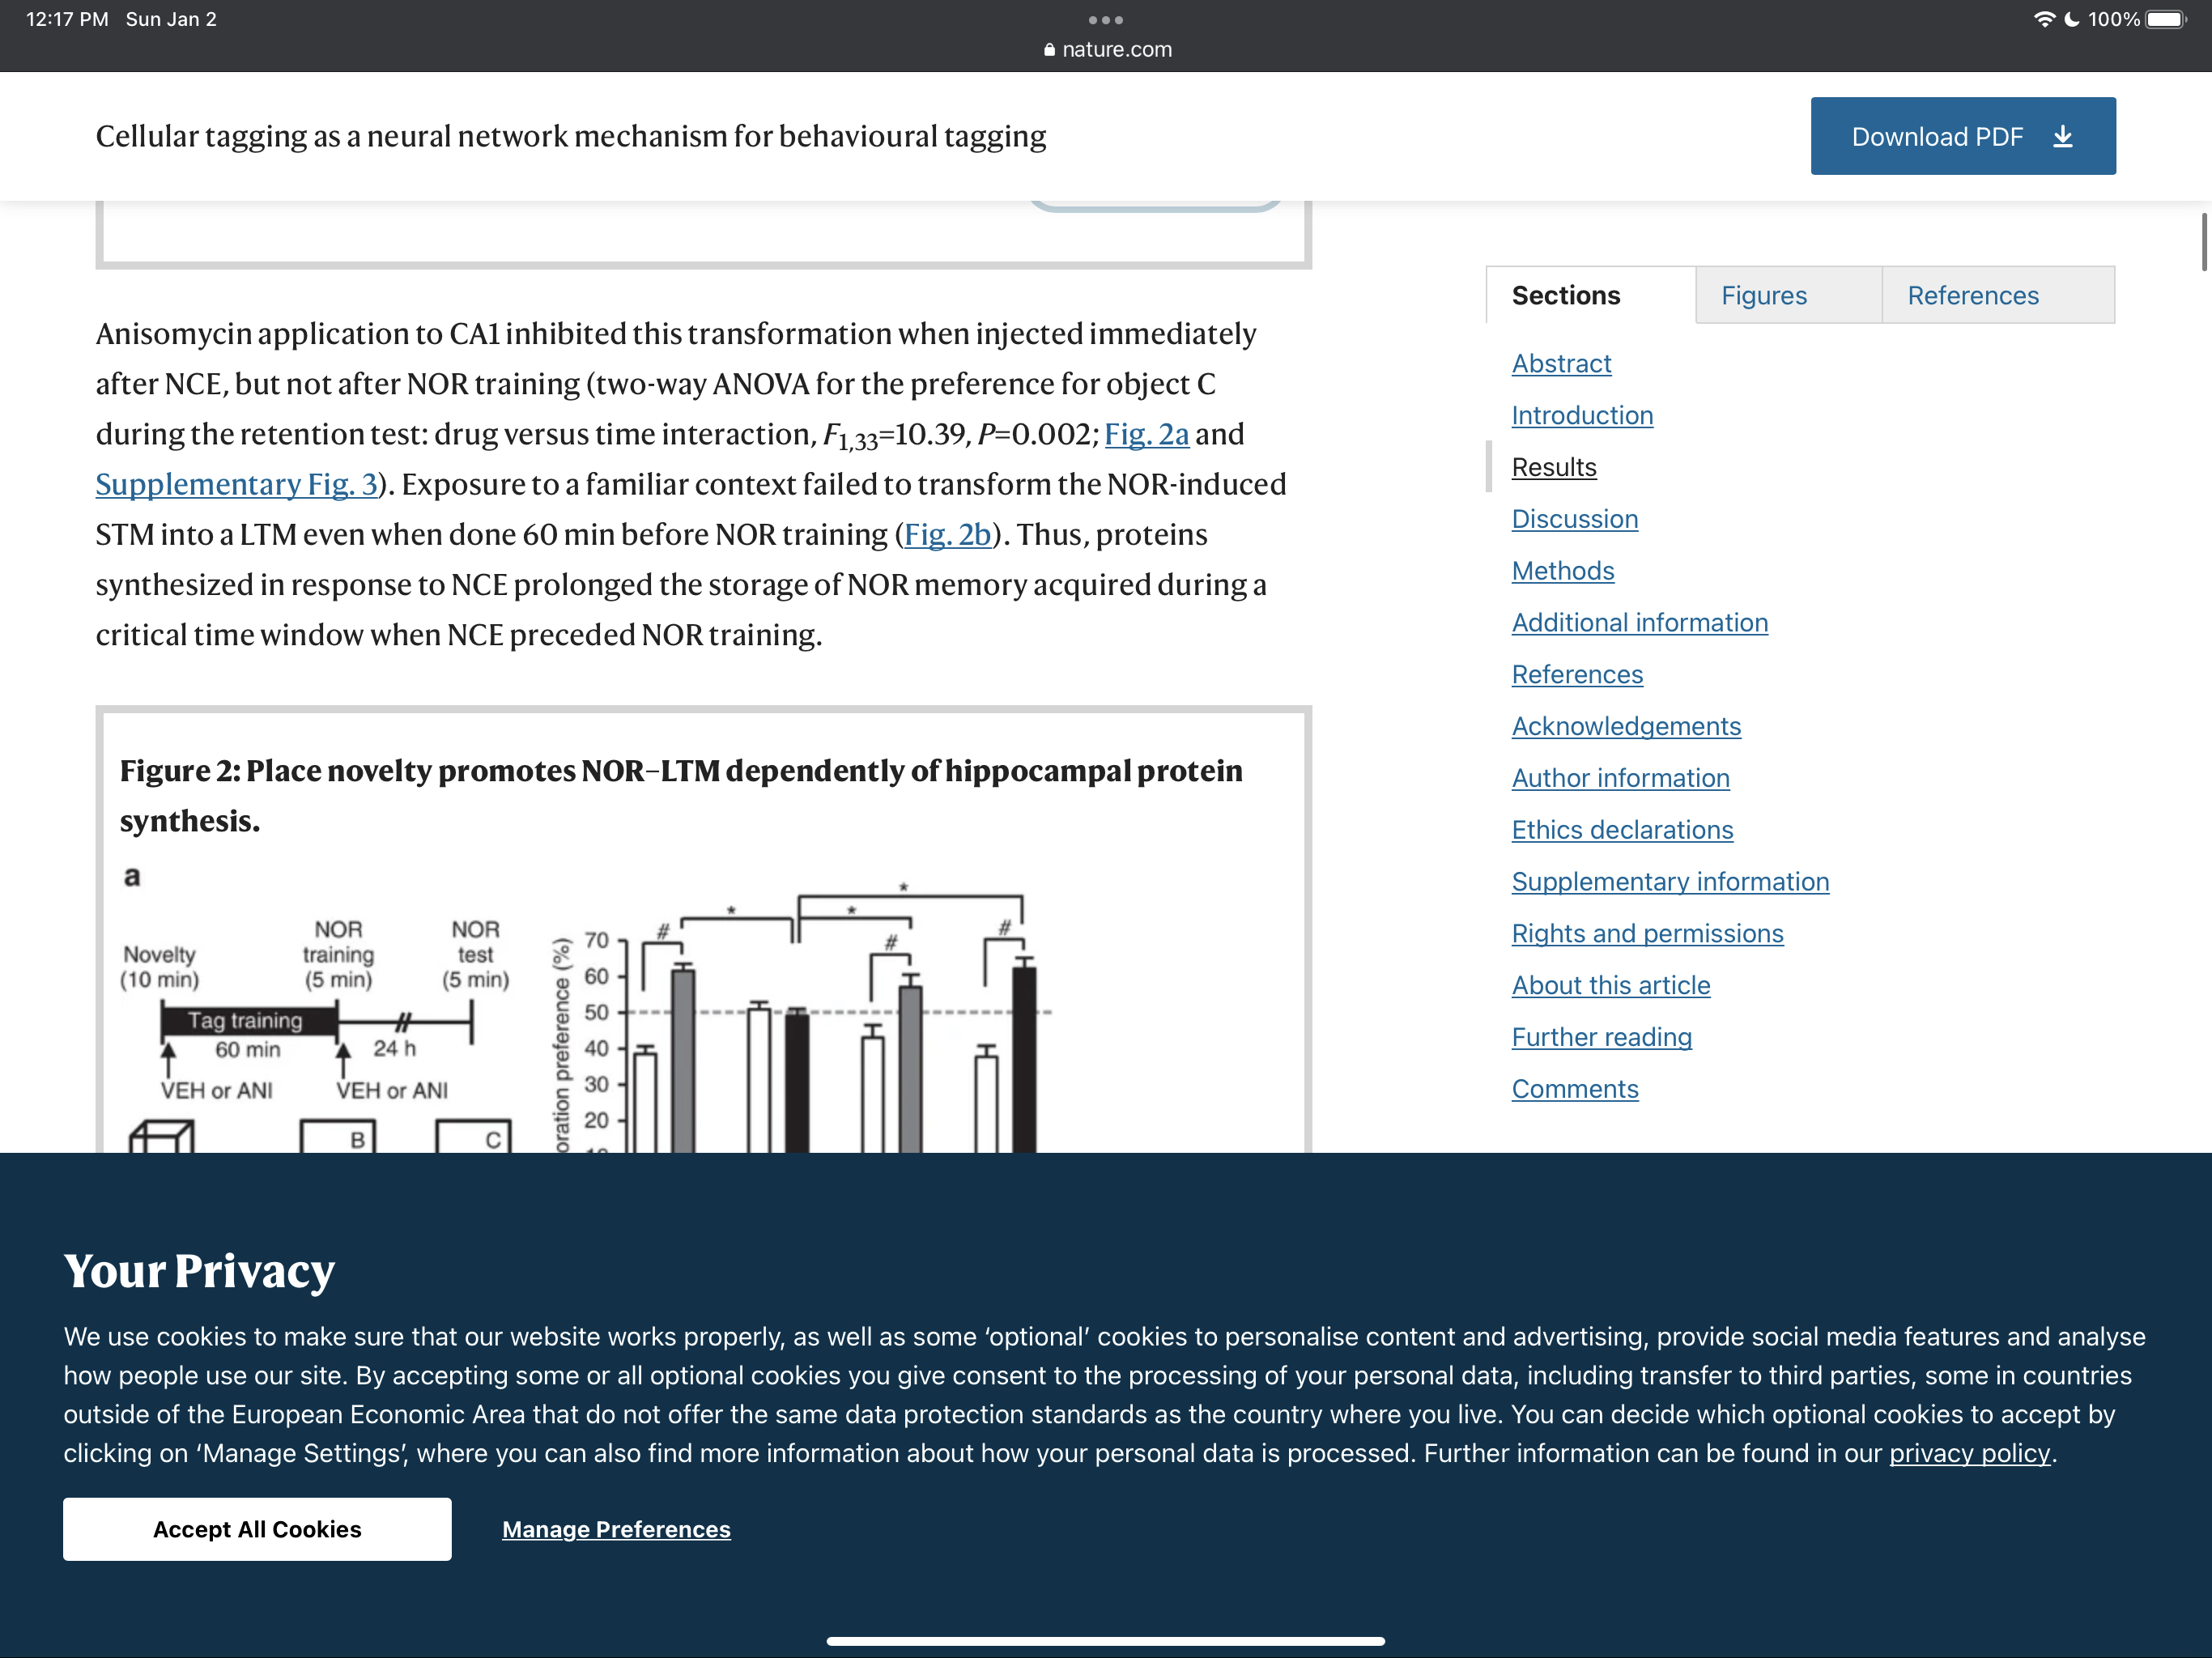 12:17 PM Sun Jan 2
100%
nature.com
Cellular tagging as a neural network mechanism for behavioural tagging
Download PDF
Anisomycin application to CA1 inhibited this transformation when injected immediately
after NCE, but not after NOR training (two-way ANOVA for the preference for object C
during the retention test: drug versus time interaction, F1,33=10.39, P=0.002; Fig. 2a and
Supplementary Fig. 3). Exposure to a familiar context failed to transform the NOR-induced
STM into a LTM even when done 60 min before NOR training (Fig. 2b). Thus, proteins
synthesized in response to NCE prolonged the storage of NOR memory acquired during a
critical time window when NCE preceded NOR training.
Figure 2: Place novelty promotes NOR–LTM dependently of hippocampal protein
synthesis.
a
Novelty
(10 min)
NOR
training
(5 min)
NOR
test
(5 min)
Tag training
60 min
24 h
VEH or ANI
VEH or ANI
B
C
preference (%)
70
60
50
40
30
20
#
*
*
*
#
#
Sections
Figures
References
Abstract
Introduction
Results
Discussion
Methods
Additional information
References
Acknowledgements
Author information
Ethics declarations
Supplementary information
Rights and permissions
About this article
Further reading
Comments
Your Privacy
We use cookies to make sure that our website works properly, as well as some ‘optional’ cookies to personalise content and advertising, provide social media features and analyse
how people use our site. By accepting some or all optional cookies you give consent to the processing of your personal data, including transfer to third parties, some in countries
outside of the European Economic Area that do not offer the same data protection standards as the country where you live. You can decide which optional cookies to accept by
clicking on ‘Manage Settings’, where you can also find more information about how your personal data is processed. Further information can be found in our privacy policy.
Accept All Cookies
Manage Preferences